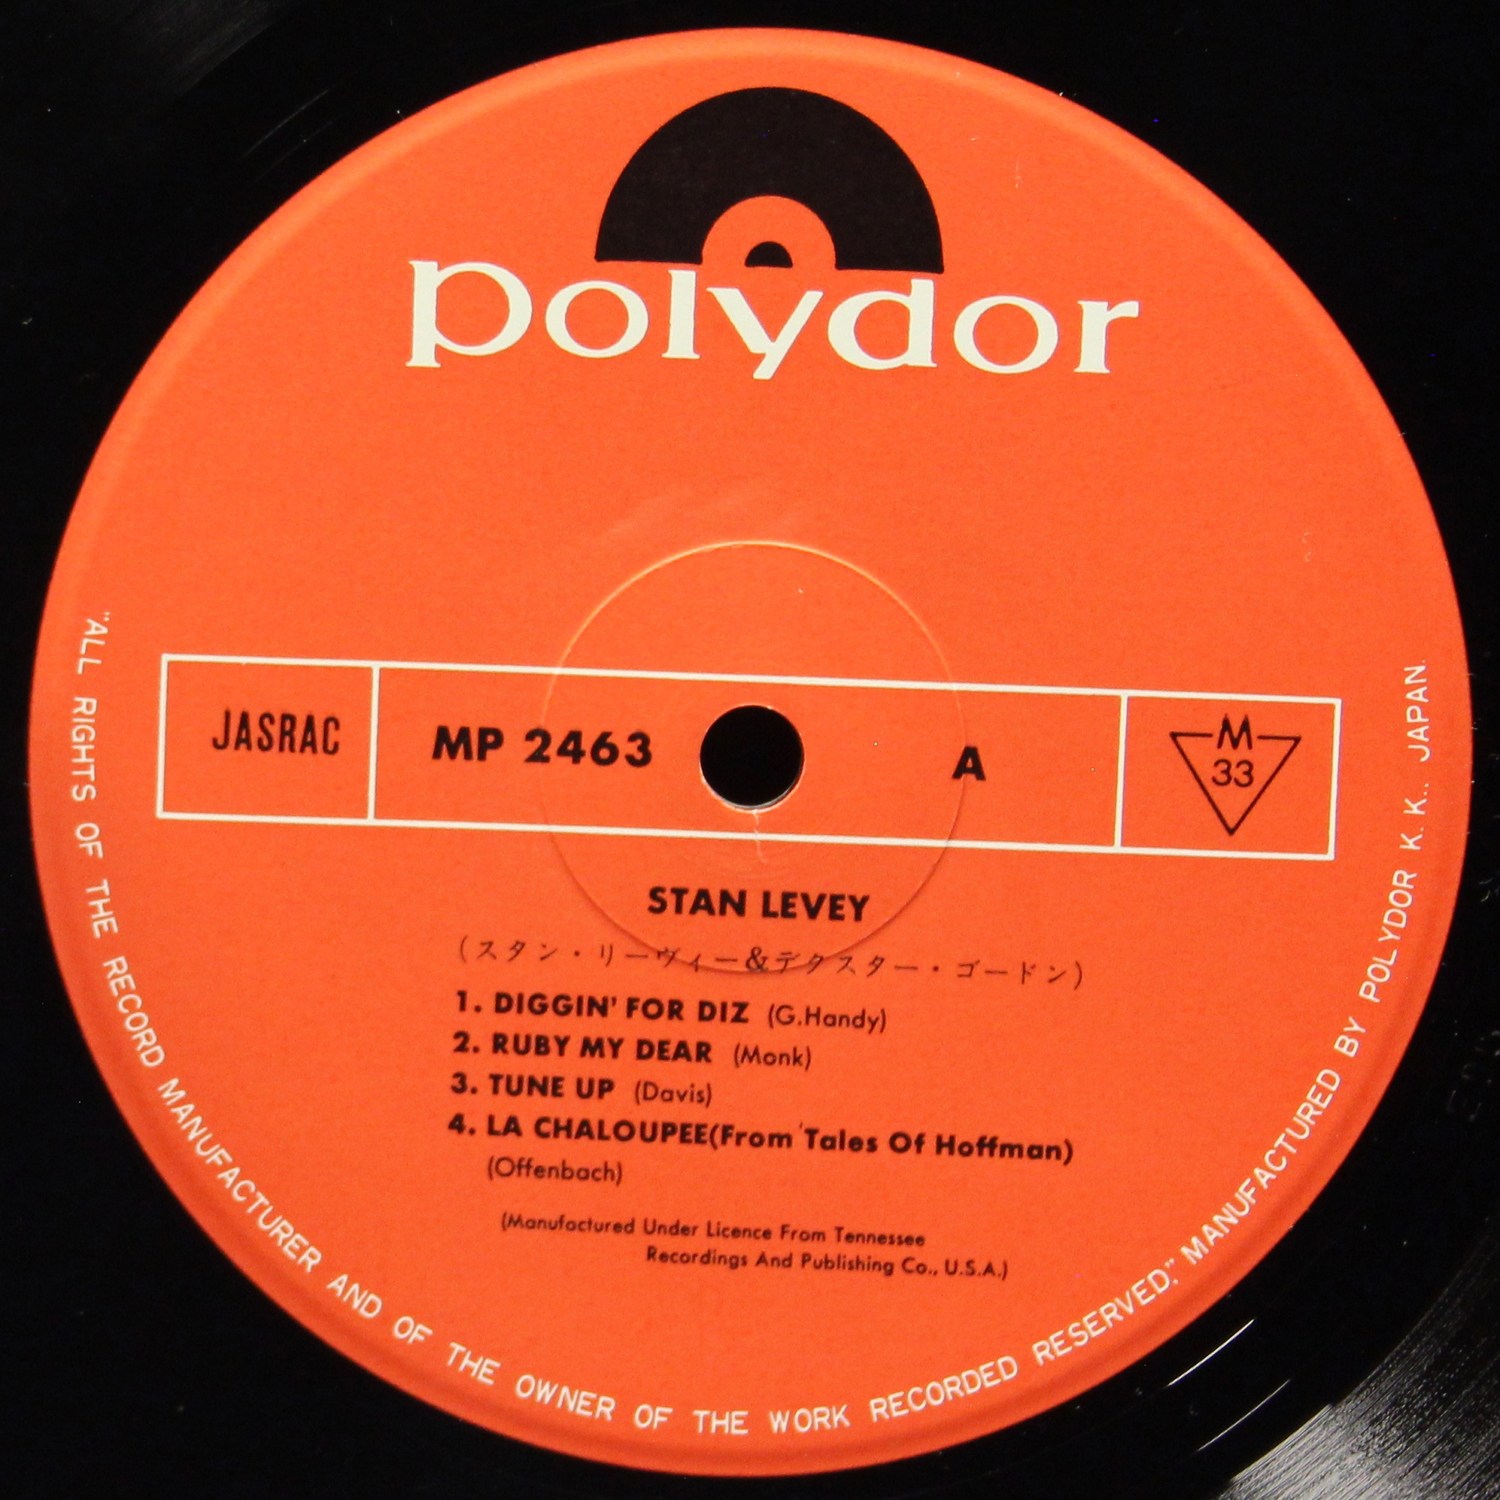 polydor
JASRAC
MP 2463
A
M
33
STAN LEVEY
(スタン・リーヴィー&デクスター・ゴードン)
1. DIGGIN' FOR DIZ (G.Handy)
2. RUBY MY DEAR (Monk)
3. TUNE UP (Davis)
4. LA CHALOUPEE(From 'Tales Of Hoffman)
(Offenbach)
(Manufactured Under Licence From Tennessee
Recordings And Publishing Co., U.S.A.)
"ALL RIGHTS OF THE RECORD MANUFACTURER AND OF THE OWNER OF THE WORK RECORDED RESERVED." MANUFACTURED BY POLYDOR K.K., JAPAN.